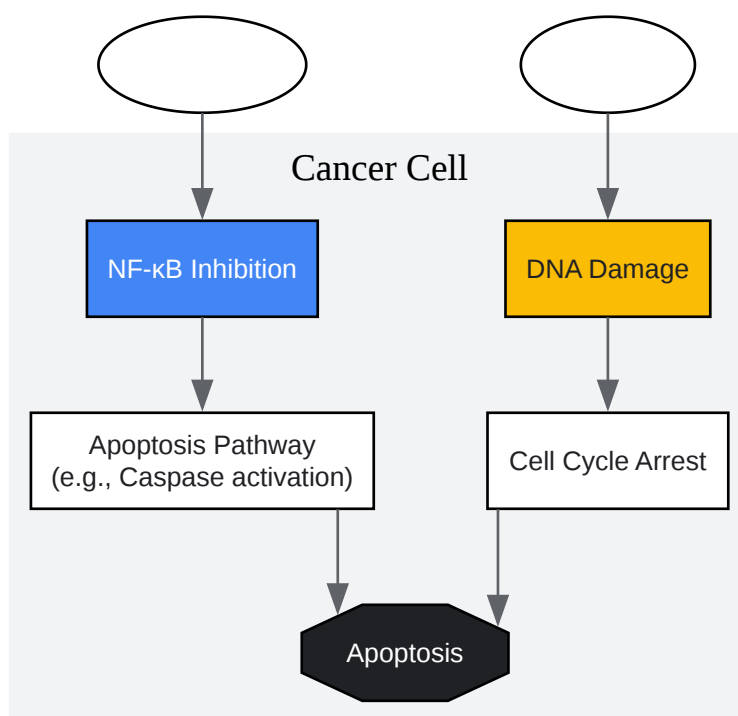 Cancer Cell
NF-κB Inhibition
DNA Damage
Apoptosis Pathway
(e.g., Caspase activation)
Cell Cycle Arrest
Apoptosis